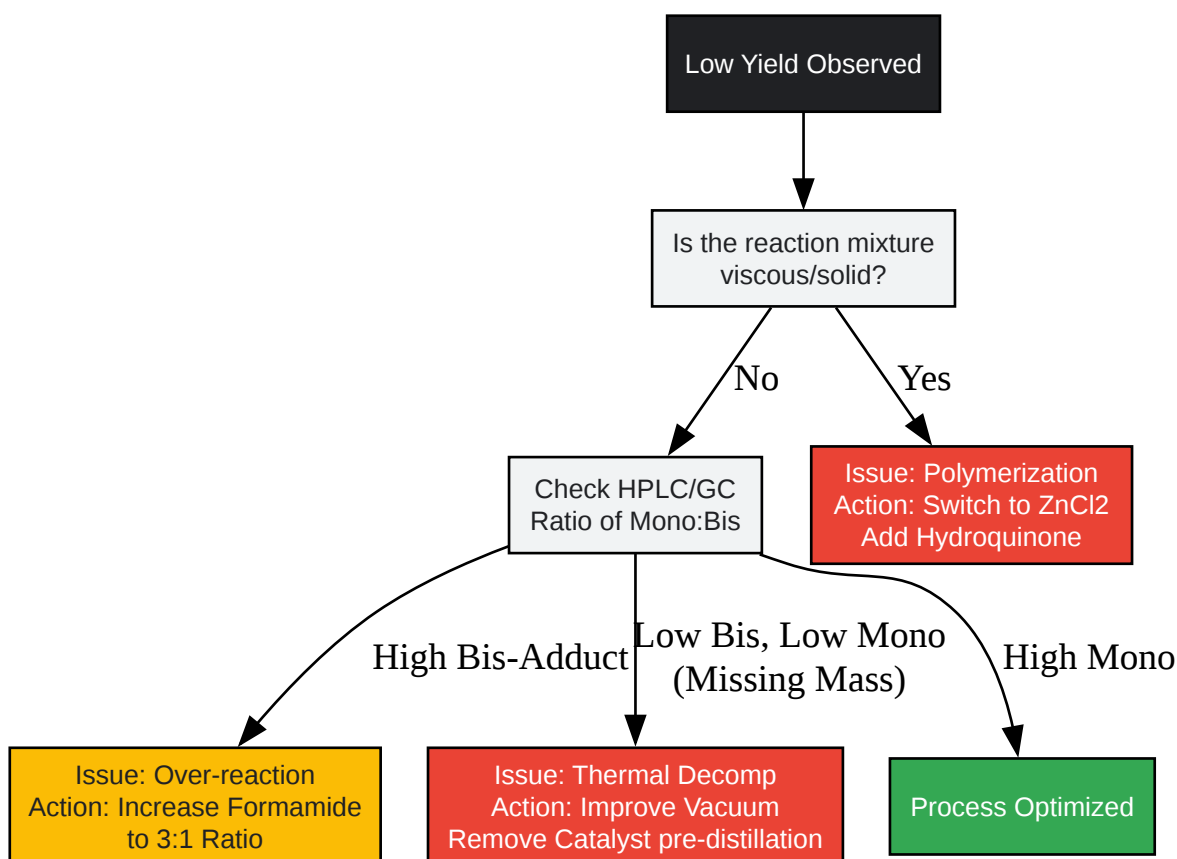 Low Yield Observed
Is the reaction mixture
viscous/solid?
No
Yes
Check HPLC/GC
Ratio of Mono:Bis
Issue: Polymerization
Action: Switch to ZnCl2
Add Hydroquinone
High Bis-Adduct
Low Bis, Low Mono
(Missing Mass)
High Mono
Issue: Over-reaction
Action: Increase Formamide
to 3:1 Ratio
Issue: Thermal Decomp
Action: Improve Vacuum
Remove Catalyst pre-distillation
Process Optimized